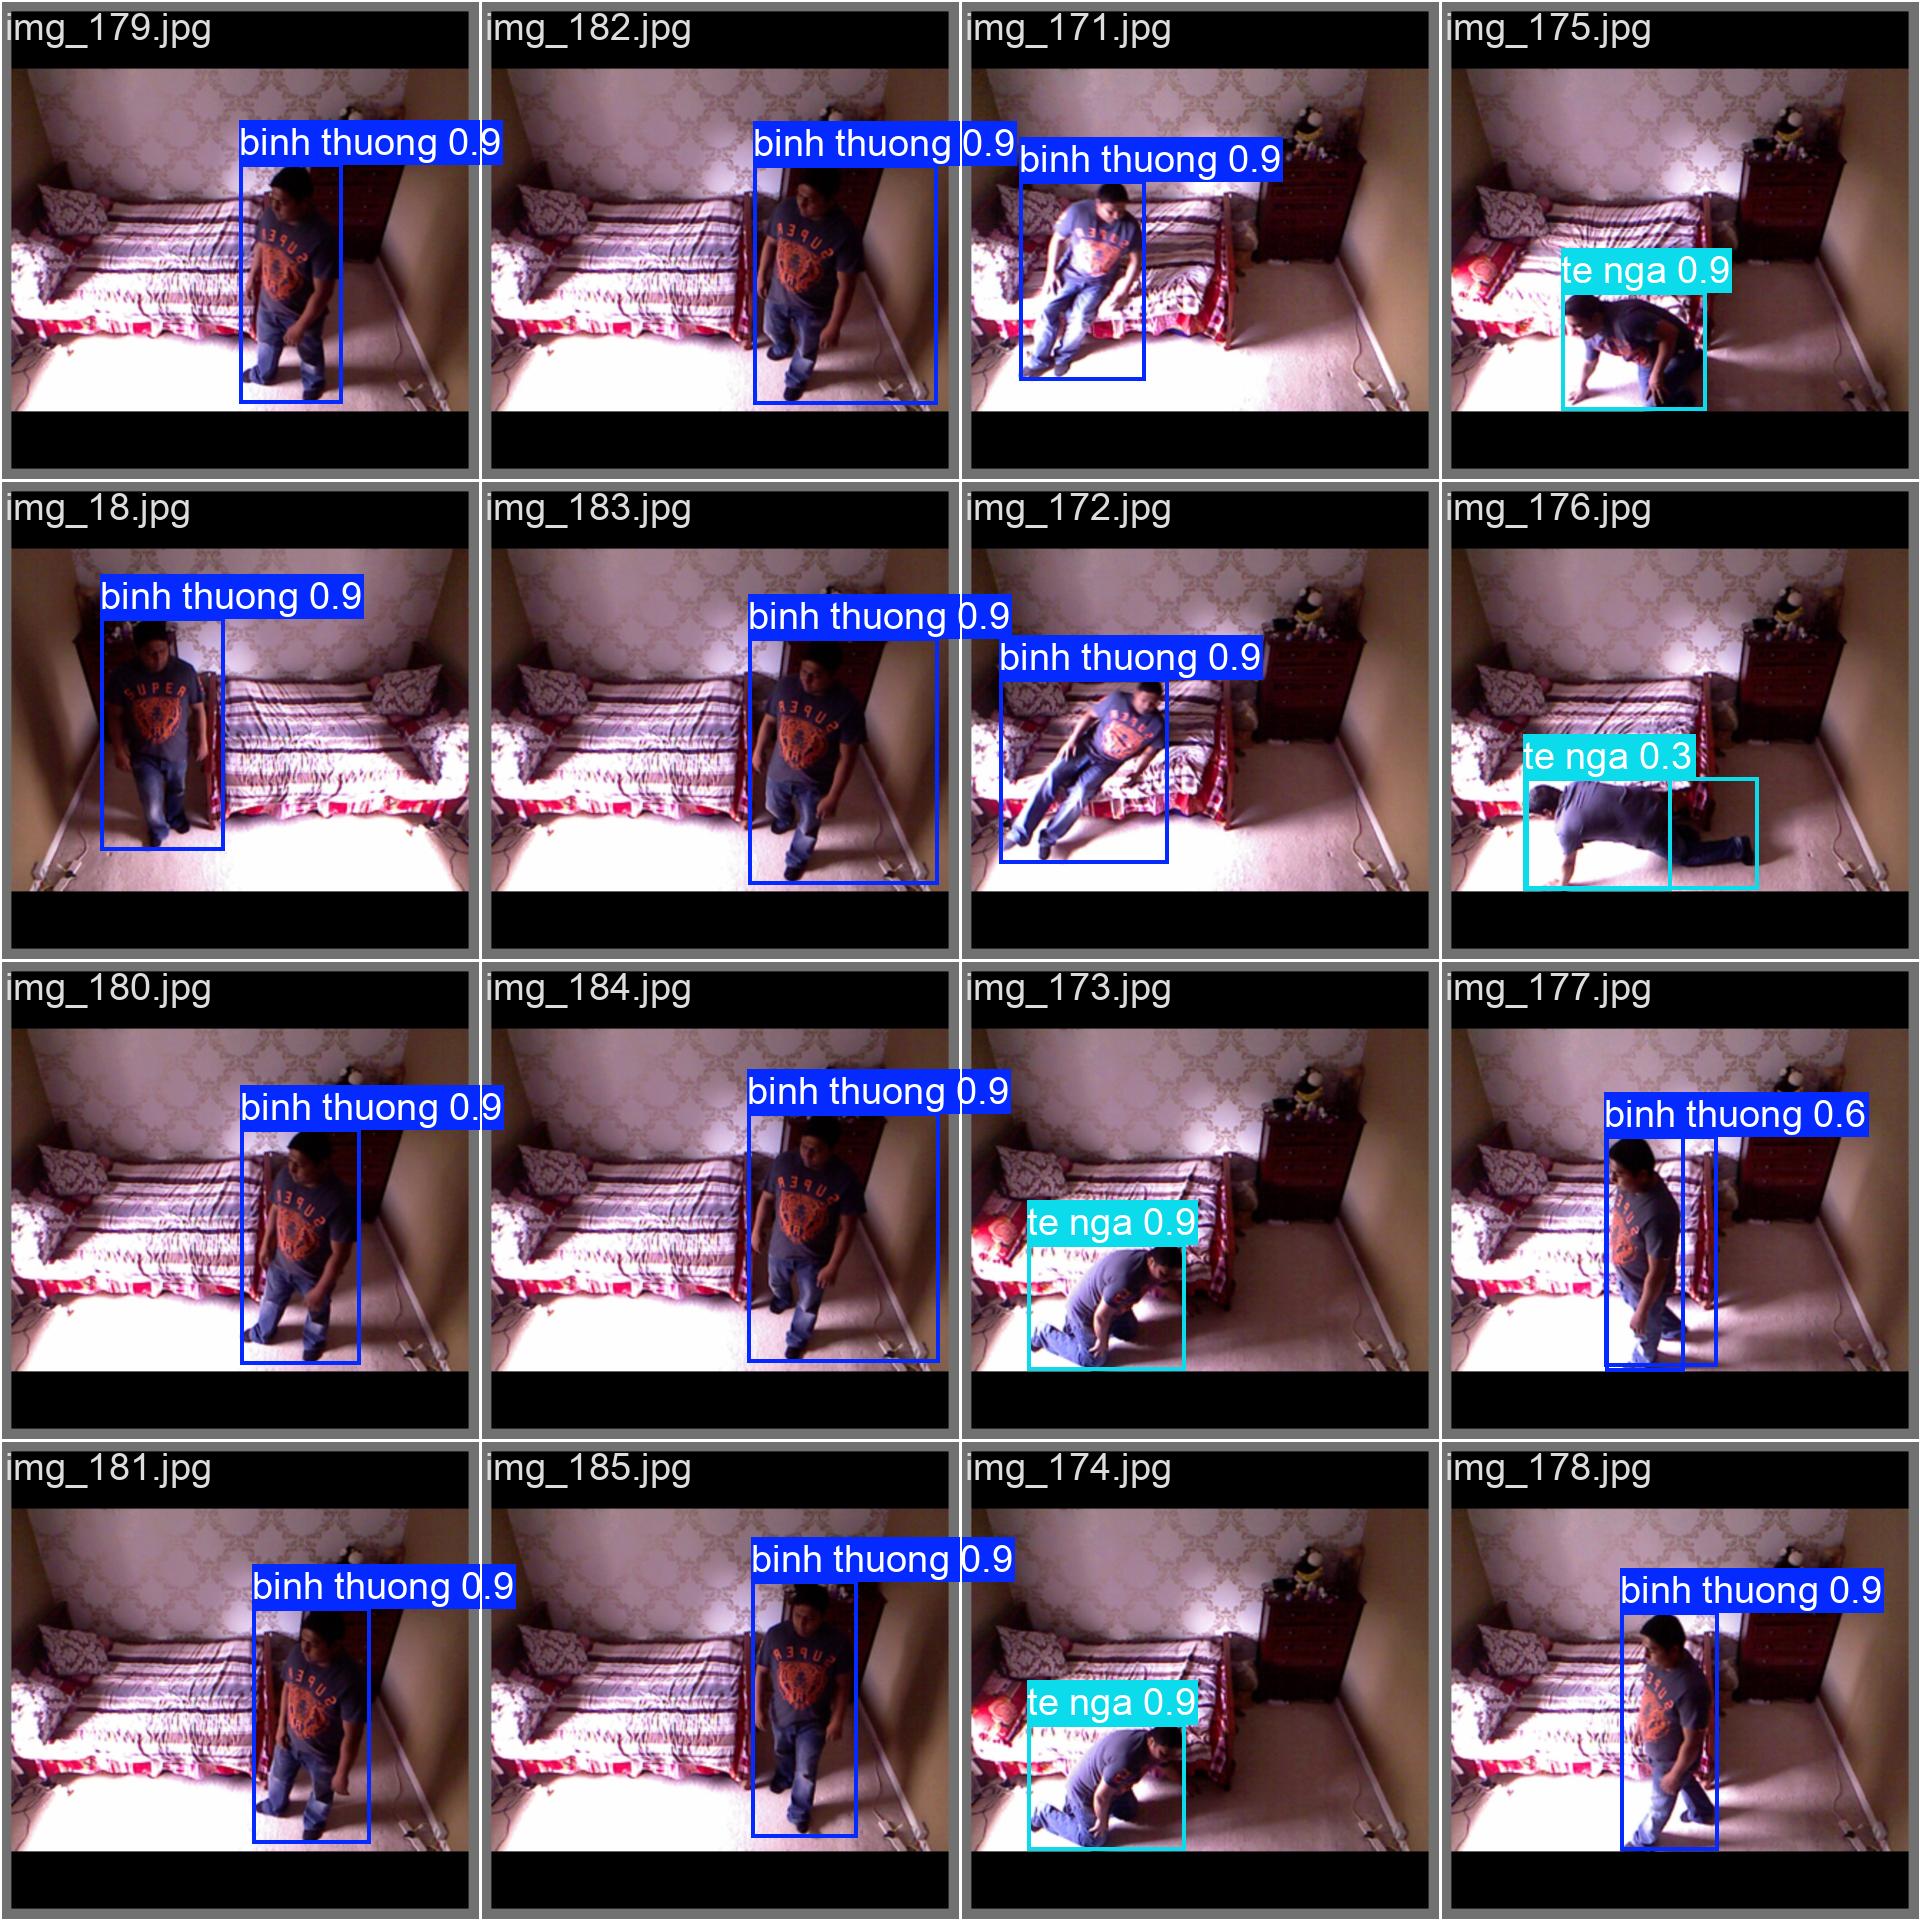 img_179.jpg
binh thuong 0.9
img_182.jpg
binh thuong 0.9
img_171.jpg
binh thuong 0.9
img_175.jpg
te nga 0.9
img_18.jpg
binh thuong 0.9
SUPER
img_183.jpg
binh thuong 0.9
img_172.jpg
binh thuong 0.9
img_176.jpg
te nga 0.3
img_180.jpg
binh thuong 0.9
img_184.jpg
binh thuong 0.9
img_173.jpg
te nga 0.9
img_177.jpg
binh thuong 0.6
img_181.jpg
binh thuong 0.9
img_185.jpg
binh thuong 0.9
img_174.jpg
te nga 0.9
img_178.jpg
binh thuong 0.9